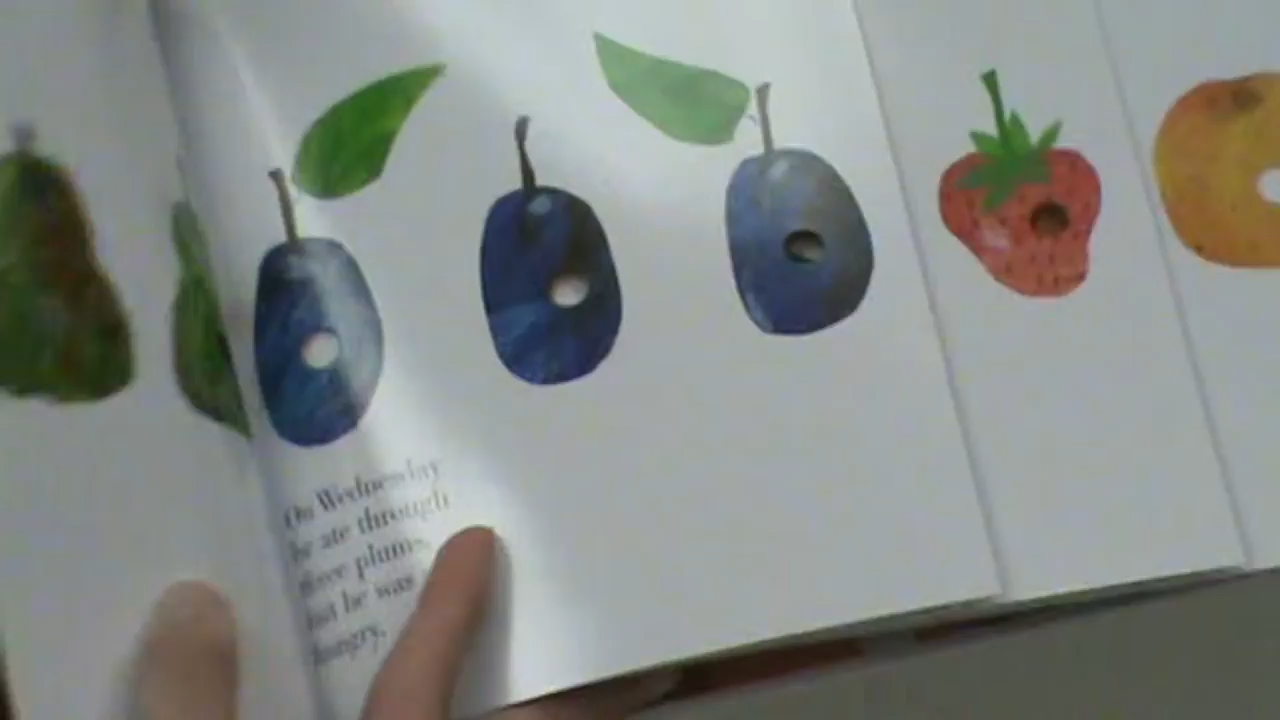 On Wednesday
he ate through
three plums,
but he was
hungry.